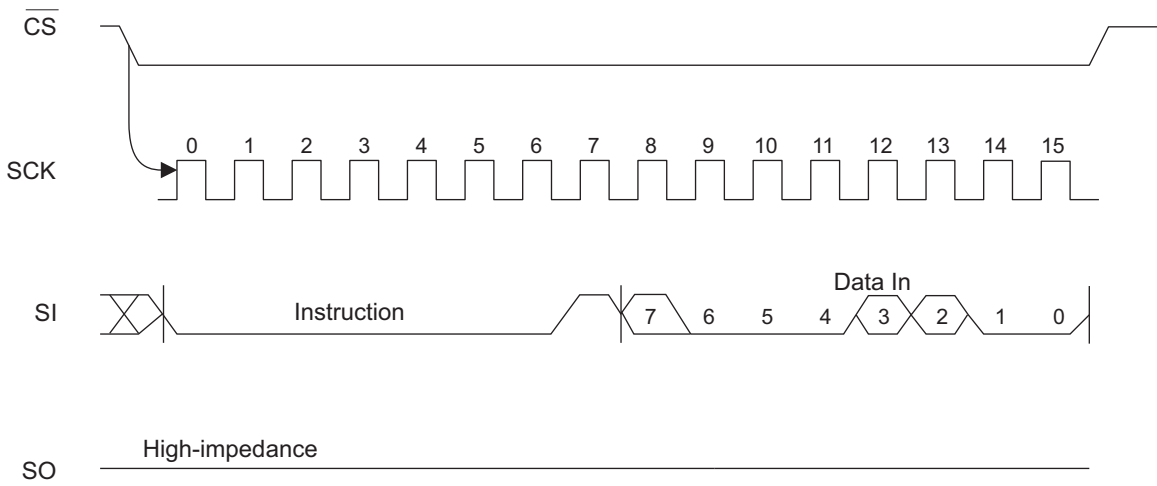 CS
0 1 2 3 4 5 6 7 8 9 10 11 12 13 14 15
SCK
Data In
SI Instruction 7 6 5 4 3 2 1 0
High-impedance
SO